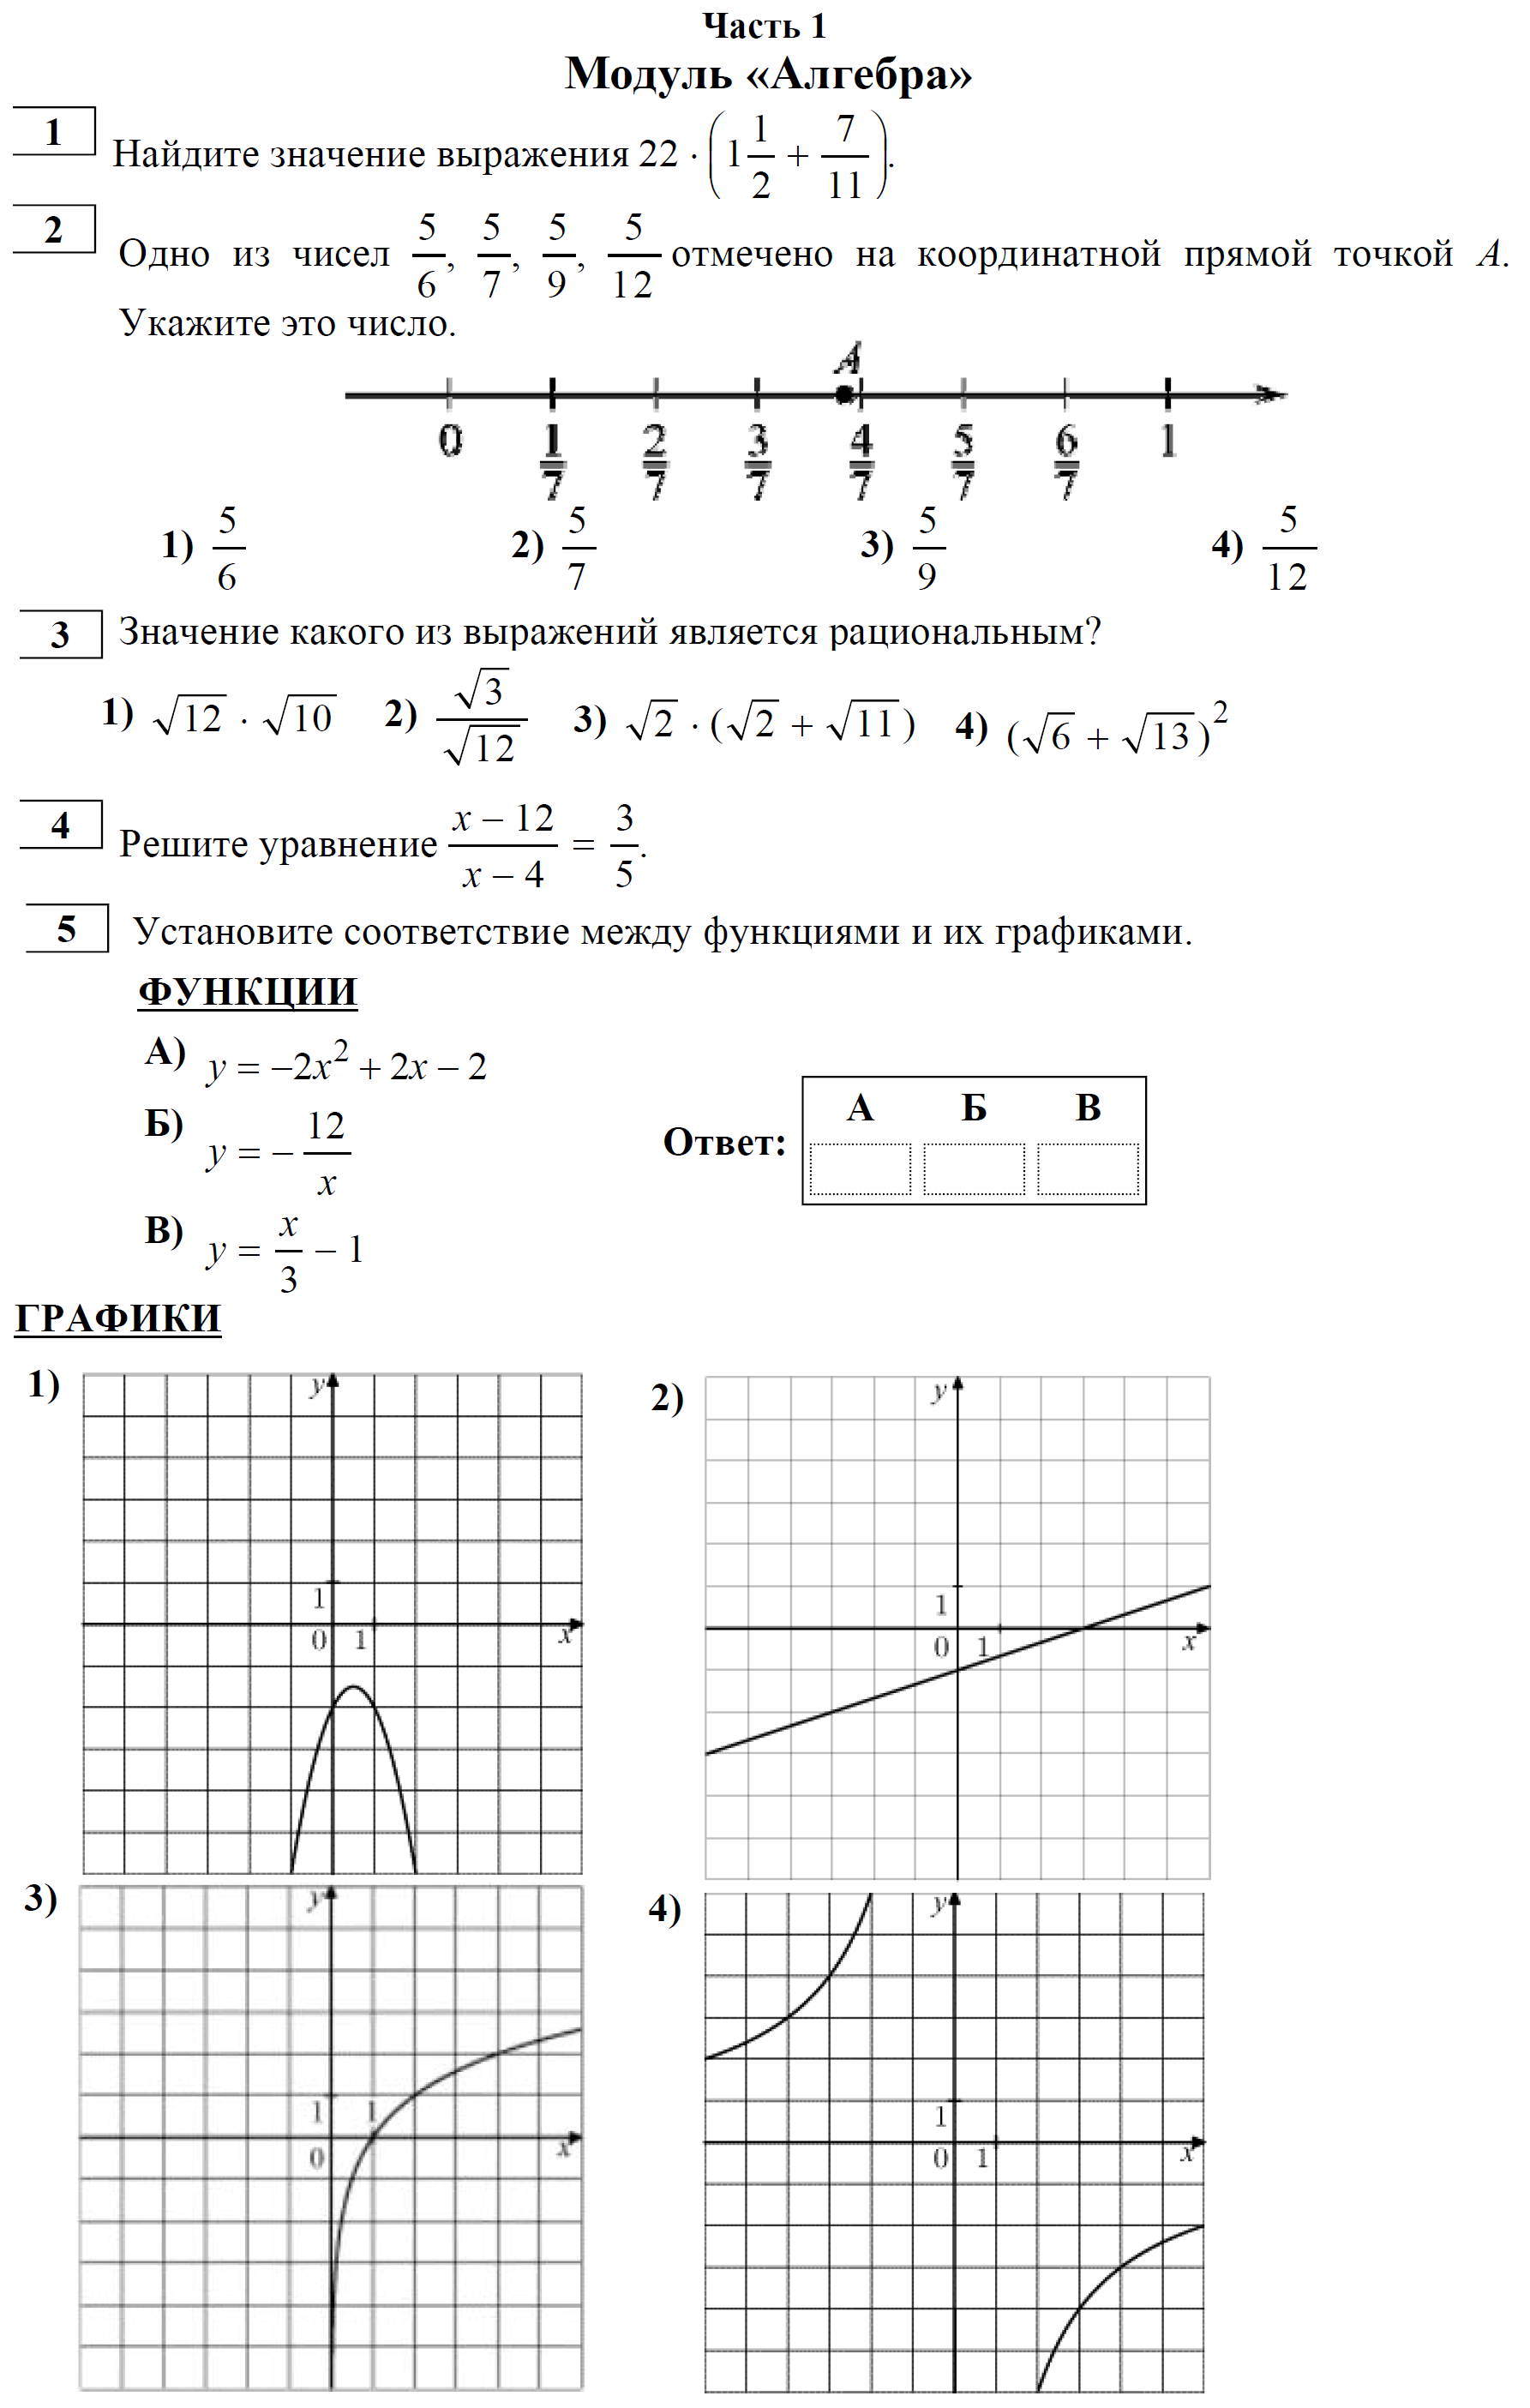 Часть 1
Модуль «Алгебра»
1 Найдите значение выражения 22 · (1 1/2 + 7/11).
2 Одно из чисел 5/6, 5/7, 5/9, 5/12 отмечено на координатной прямой точкой A.
Укажите это число.
A
0 1/7 2/7 3/7 4/7 5/7 6/7 1
1) 5/6 2) 5/7 3) 5/9 4) 5/12
3 Значение какого из выражений является рациональным?
1) √12 · √10 2) √3/√12 3) √2 · (√2 + √11) 4) (√6 + √13)²
4 Решите уравнение (x − 12)/(x − 4) = 3/5.
5 Установите соответствие между функциями и их графиками.
ФУНКЦИИ
А) y = −2x² + 2x − 2
Б) y = − 12/x
В) y = x/3 − 1
Ответ: А Б В
ГРАФИКИ
1) y 1 0 1 x
2) y 1 0 1 x
3) y 1 1 0 x
4) y 1 0 1 x